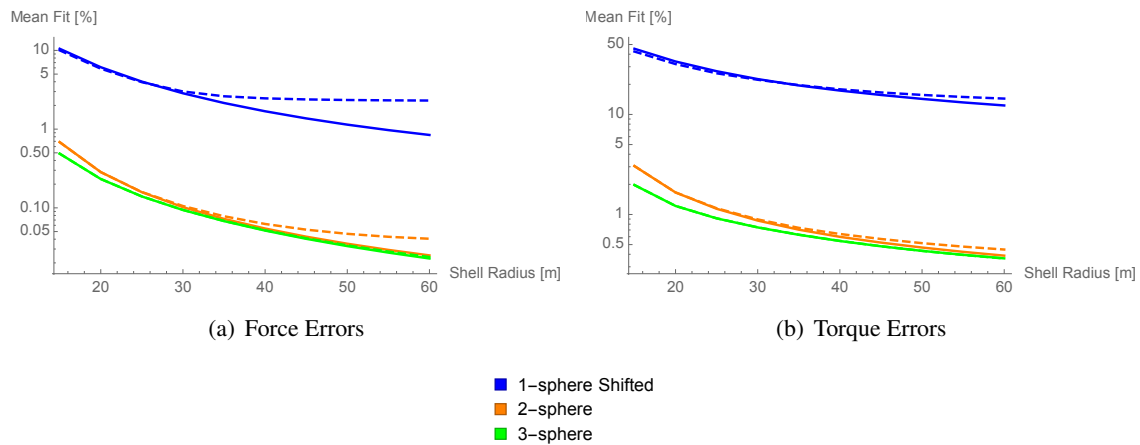 Mean Fit [%]
10
5
1
0.50
0.10
0.05
20 30 40 50 60
Shell Radius [m]
(a) Force Errors
Mean Fit [%]
50
10
5
1
0.5
20 30 40 50 60
Shell Radius [m]
(b) Torque Errors
1-sphere Shifted
2-sphere
3-sphere